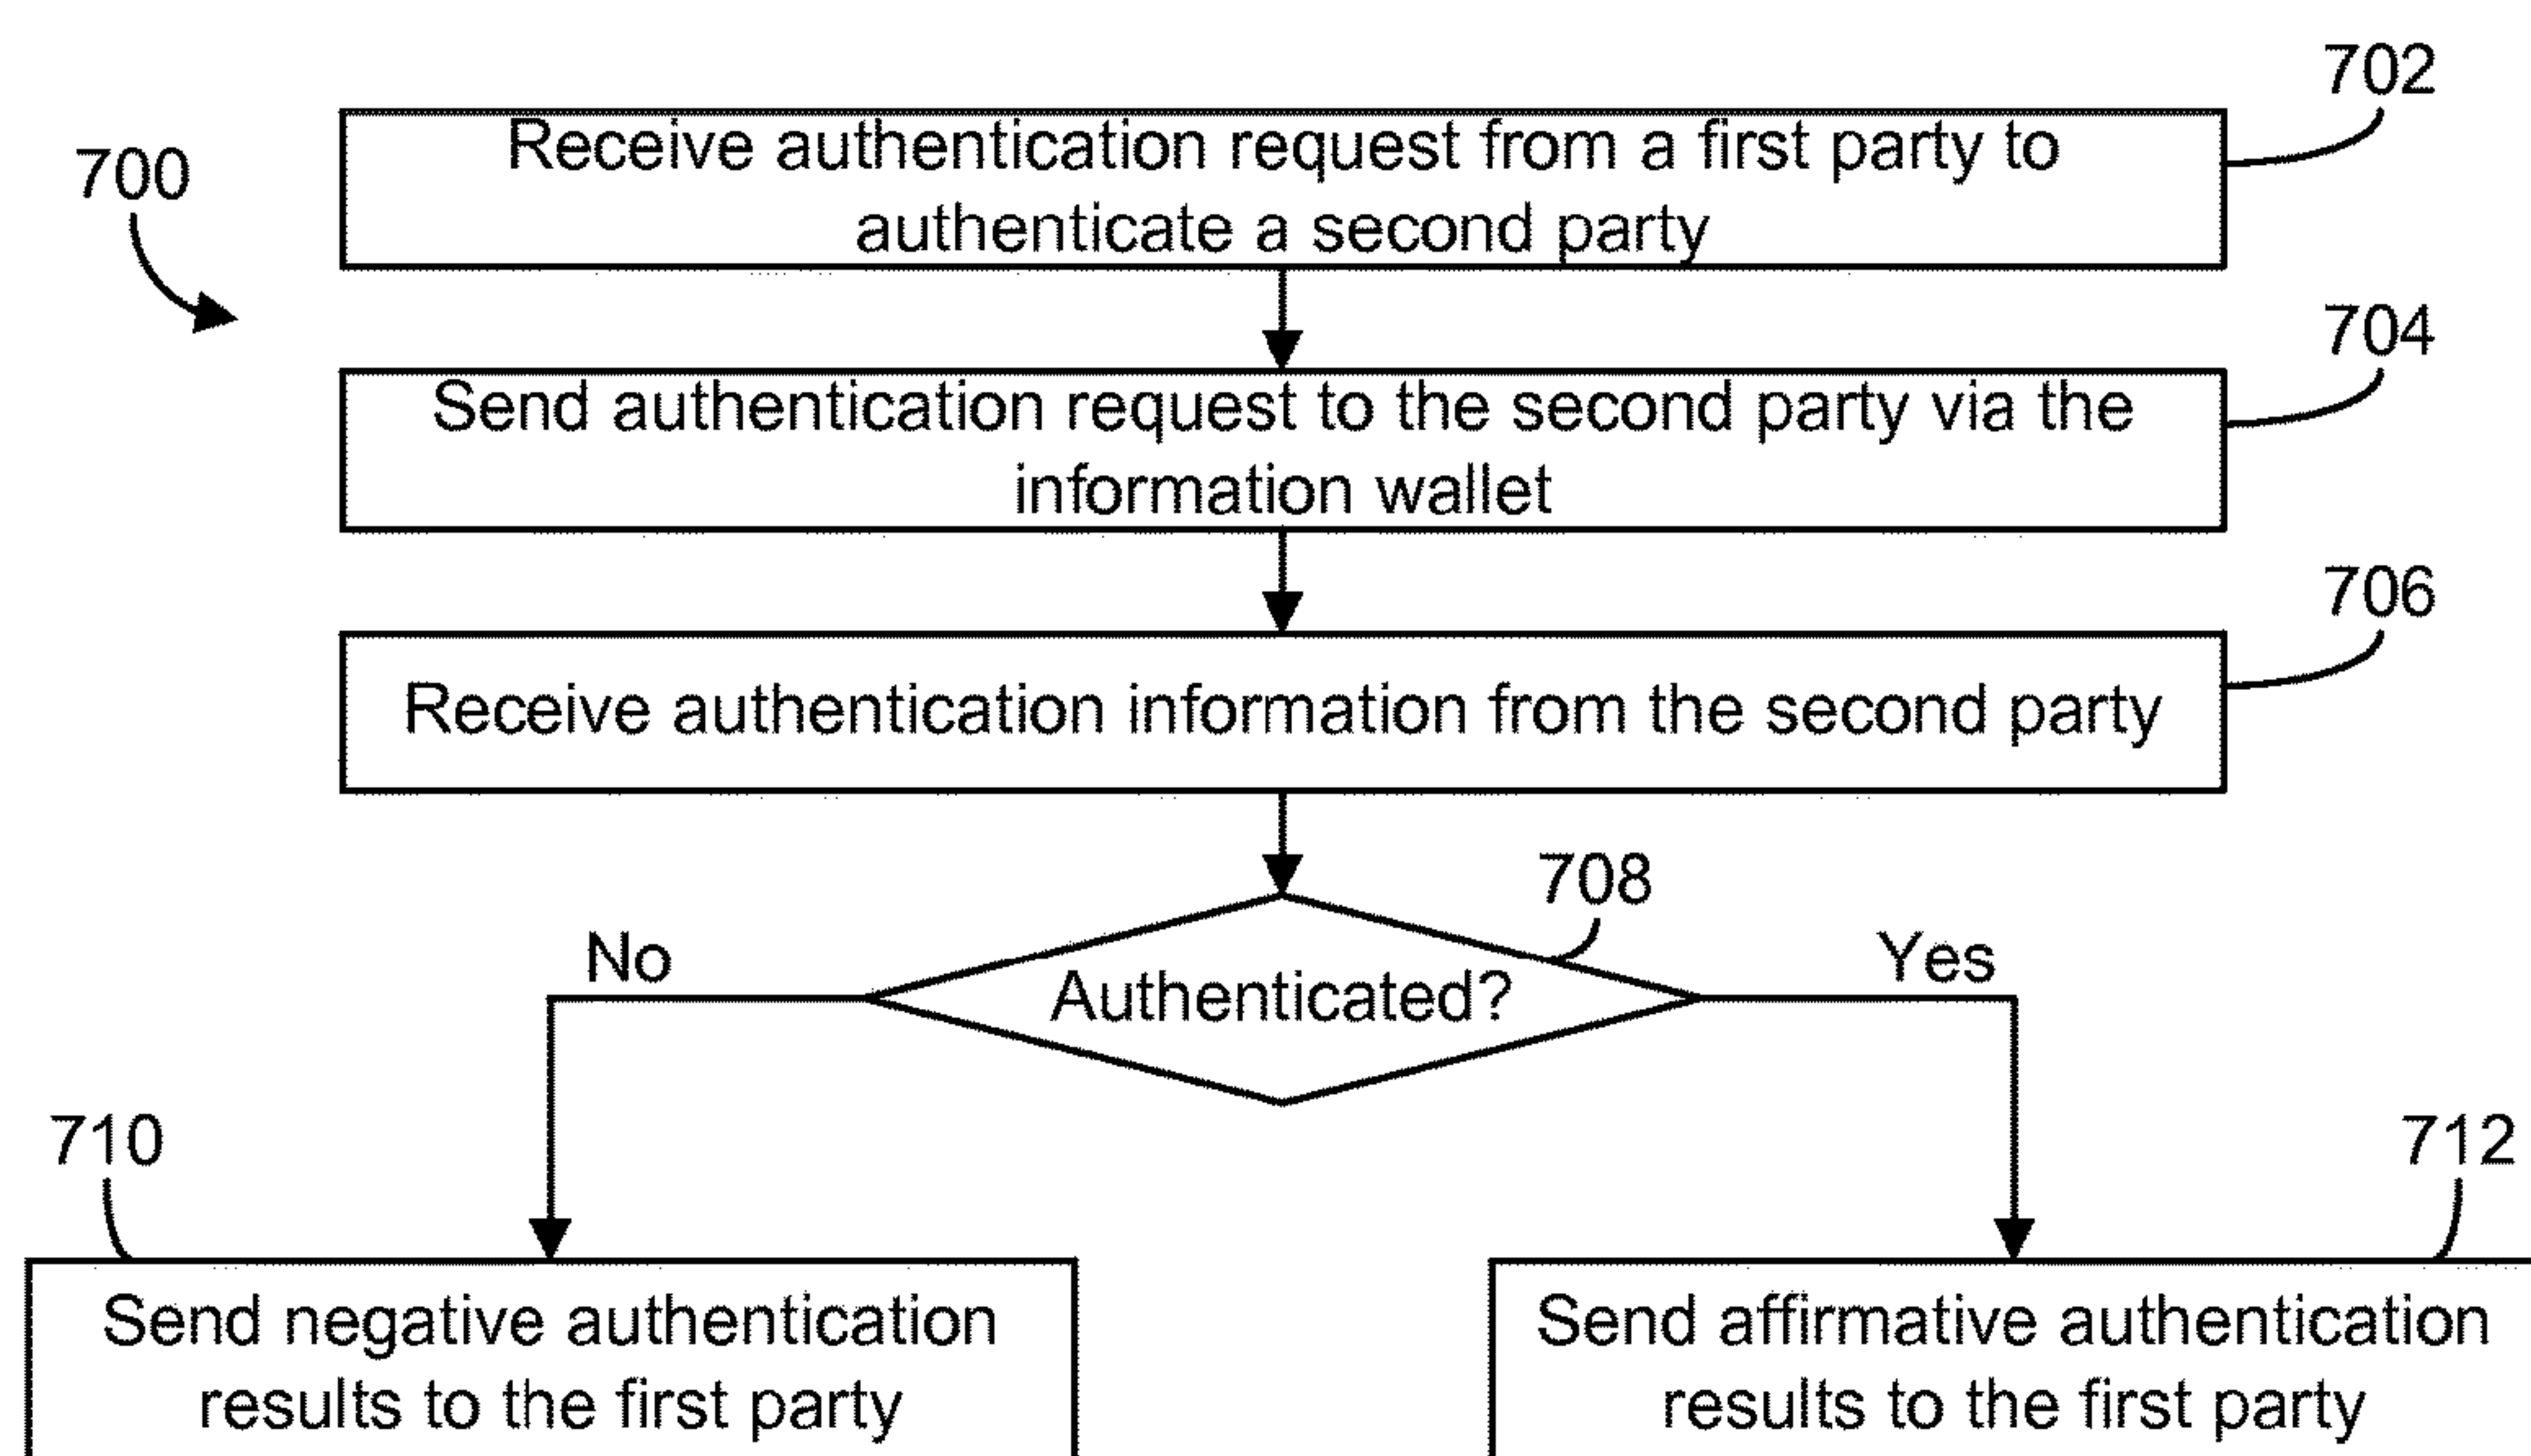 702
Receive authentication request from a first party to
authenticate a second party
700
704
Send authentication request to the second party via the
information wallet
706
Receive authentication information from the second party
708
No
Authenticated?
Yes
710
712
Send negative authentication
results to the first party
Send affirmative authentication
results to the first party